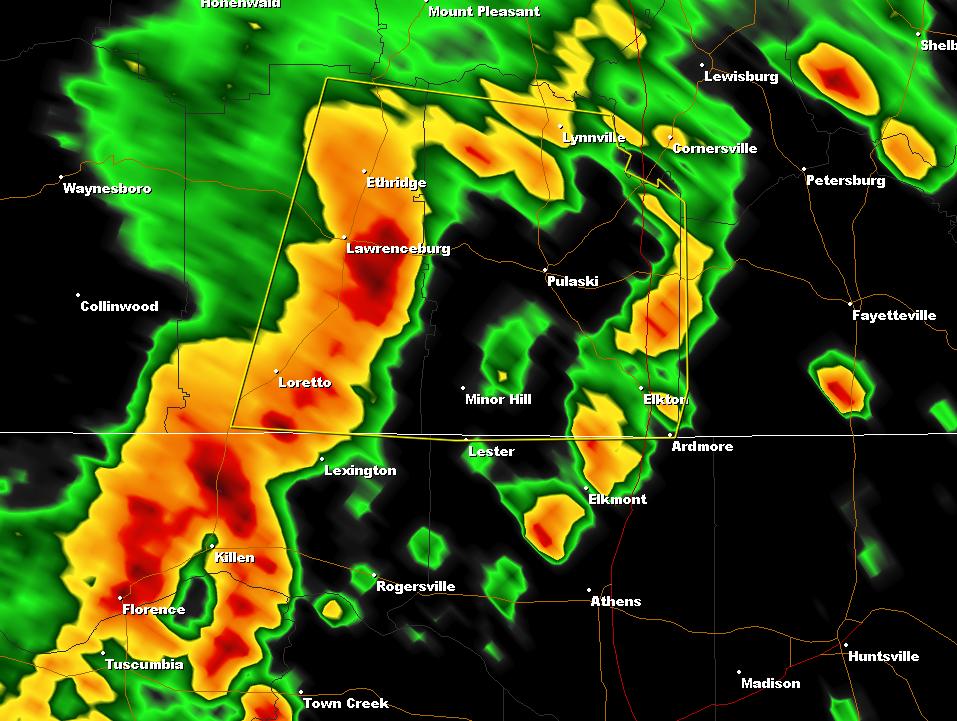 Hohenwald
Mount Pleasant
Shelb
Lewisburg
Lynnville
Cornersville
Waynesboro
Ethridge
Petersburg
Lawrenceburg
Pulaski
Collinwood
Fayetteville
Loretto
Minor Hill
Elkton
Ardmore
Lester
Lexington
Elkmont
Killen
Rogersville
Florence
Athens
Tuscumbia
Huntsville
Madison
Town Creek